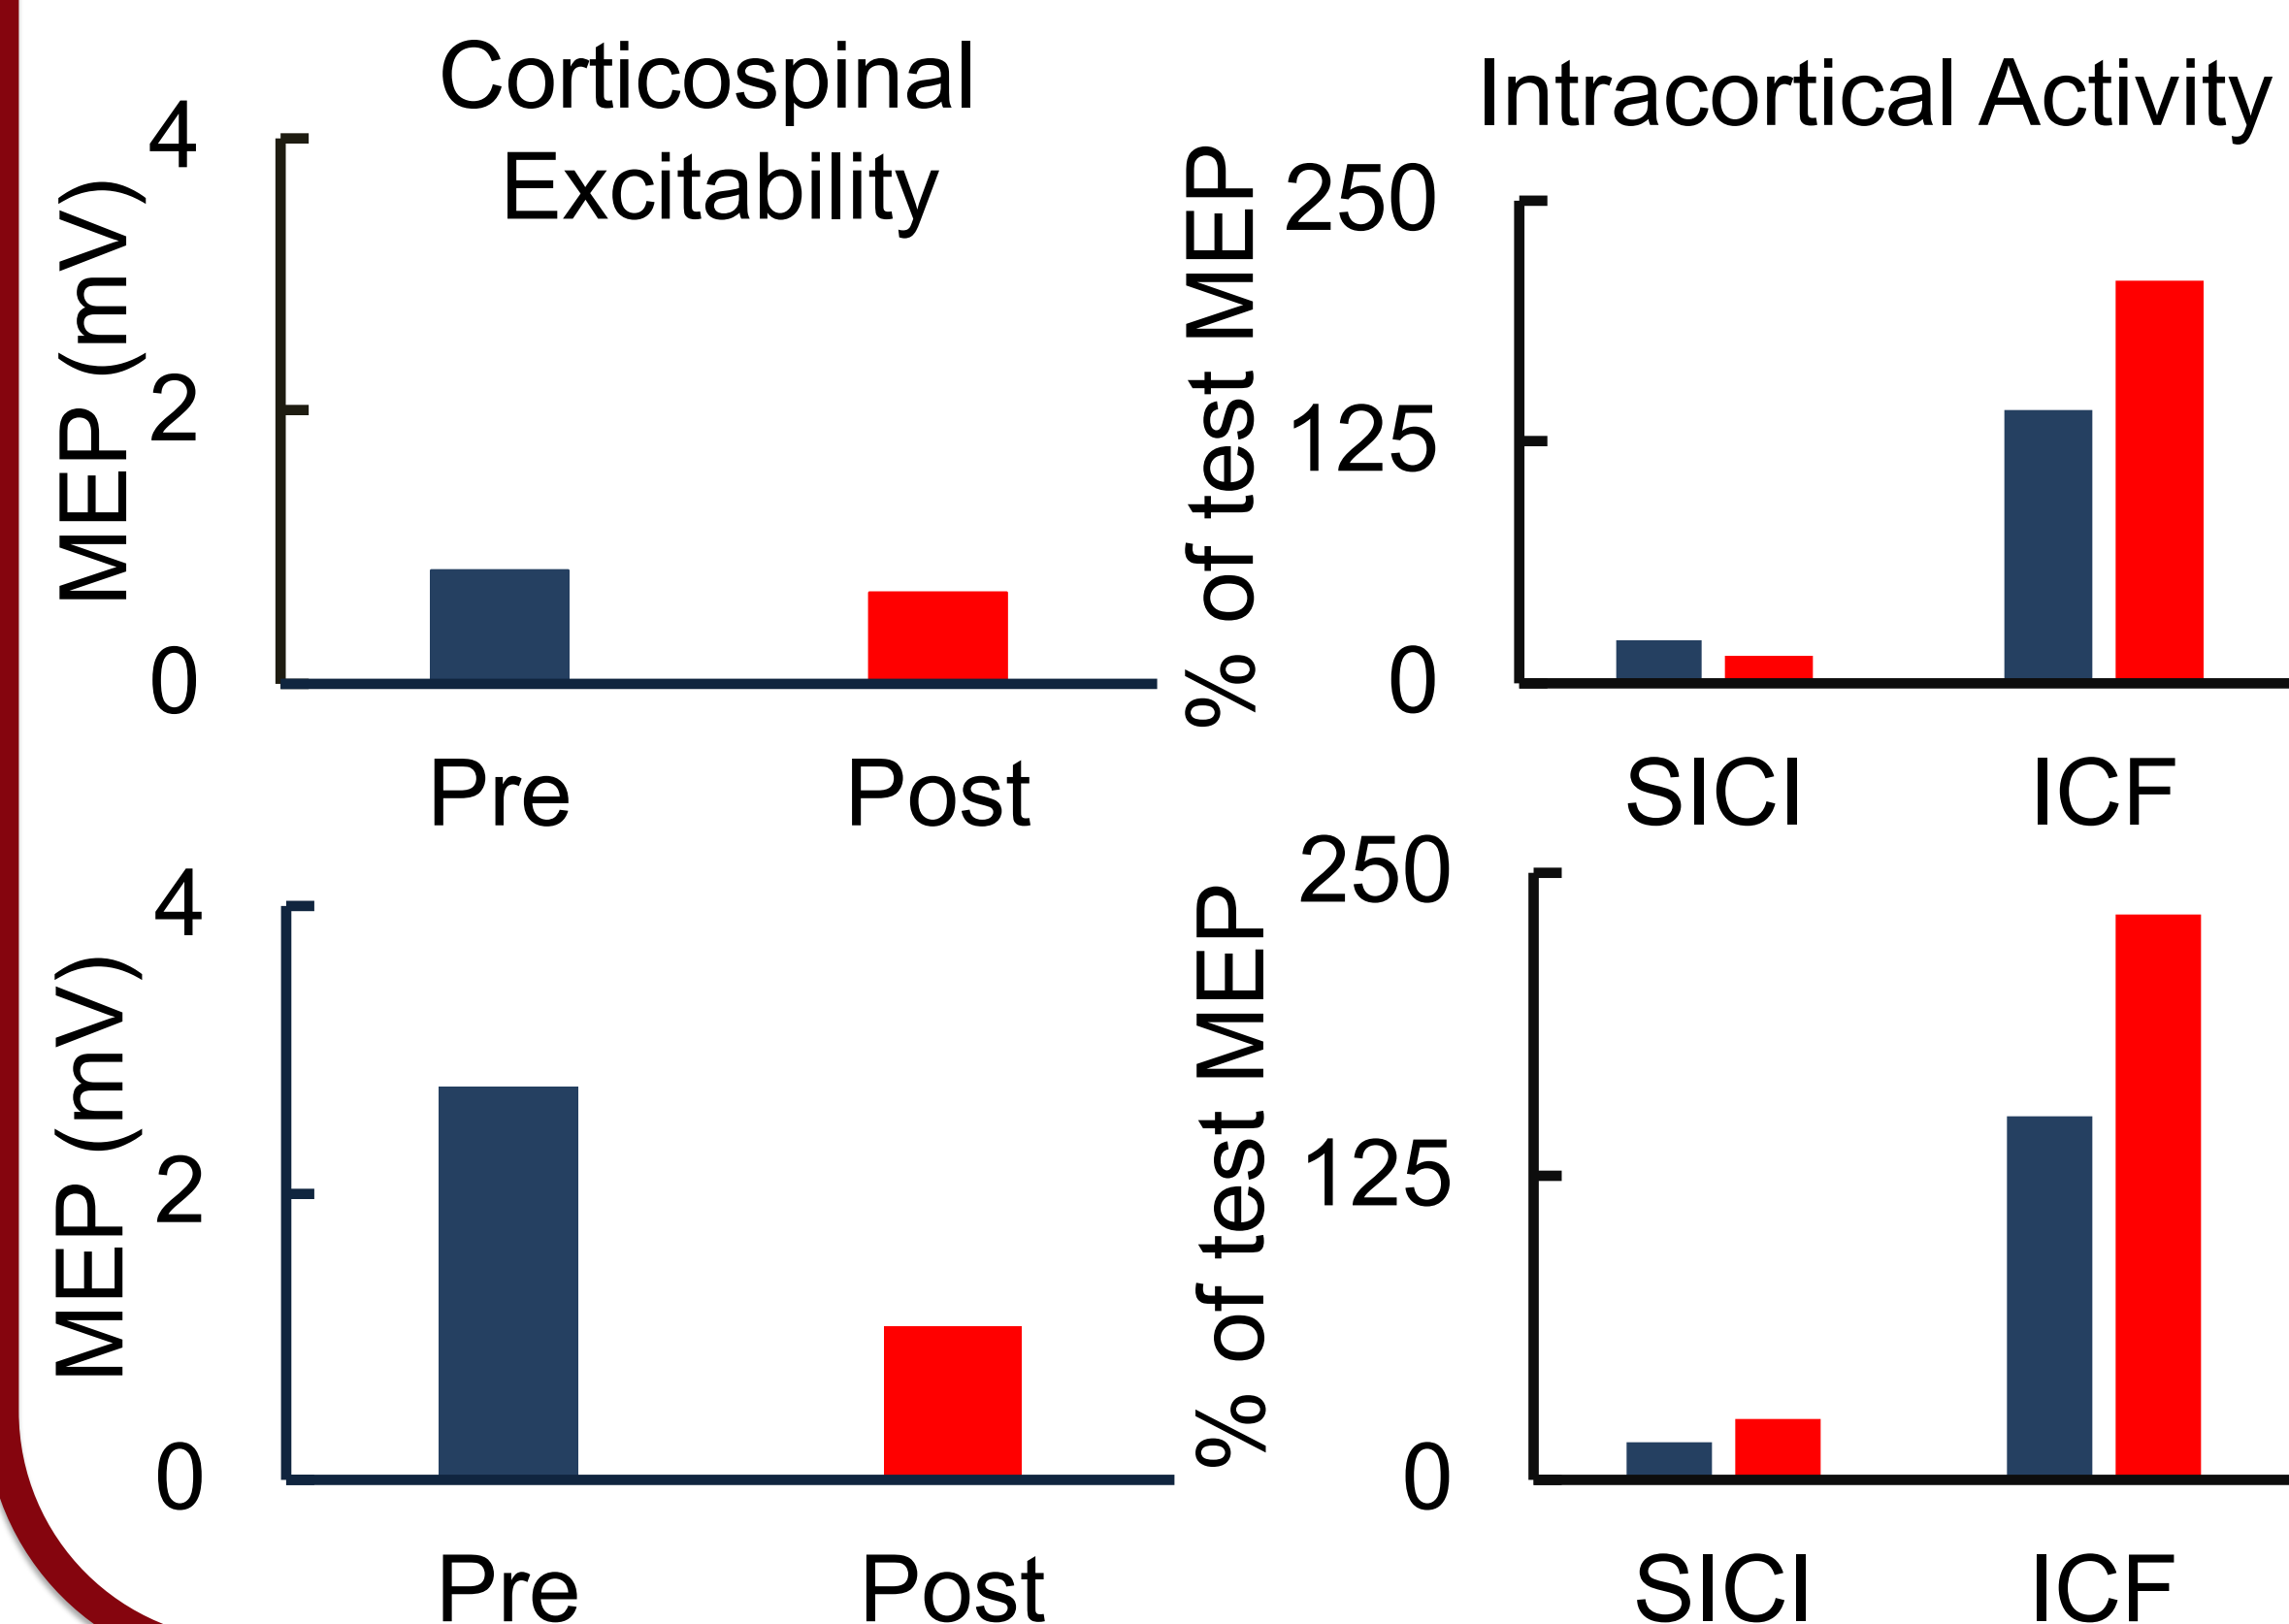 Corticospinal
Excitability
MEP (mV)
4
2
0
Pre
Post
Intracortical Activity
% of test MEP
250
125
0
SICI
ICF
MEP (mV)
4
2
0
Pre
Post
% of test MEP
250
125
0
SICI
ICF